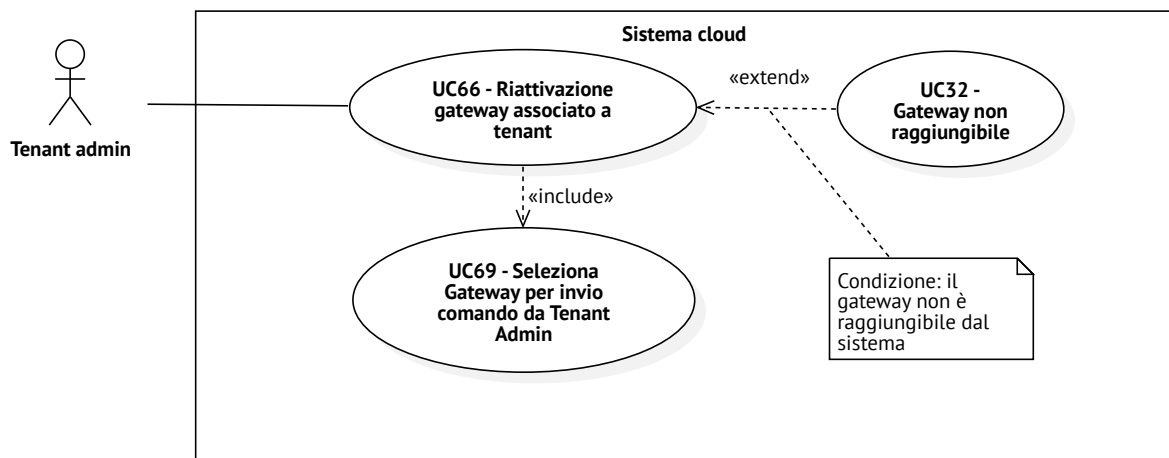 Sistema cloud
Tenant admin
UC66 - Riattivazione
gateway associato a
tenant
«extend»
UC32 -
Gateway non
raggiungibile
«include»
UC69 - Seleziona
Gateway per invio
comando da Tenant
Admin
Condizione: il
gateway non è
raggiungibile dal
sistema